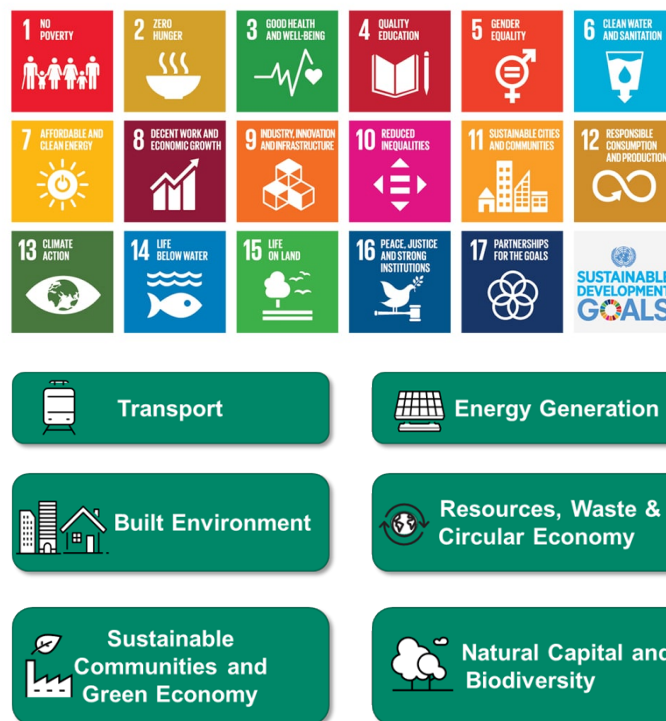 1 NO
POVERTY
2 ZERO
HUNGER
3 GOOD HEALTH
AND WELL-BEING
4 QUALITY
EDUCATION
5 GENDER
EQUALITY
6 CLEAN WATER
AND SANITATION
7 AFFORDABLE AND
CLEAN ENERGY
8 DECENT WORK AND
ECONOMIC GROWTH
9 INDUSTRY, INNOVATION
AND INFRASTRUCTURE
10 REDUCED
INEQUALITIES
11 SUSTAINABLE CITIES
AND COMMUNITIES
12 RESPONSIBLE
CONSUMPTION
AND PRODUCTION
13 CLIMATE
ACTION
14 LIFE
BELOW WATER
15 LIFE
ON LAND
16 PEACE, JUSTICE
AND STRONG
INSTITUTIONS
17 PARTNERSHIPS
FOR THE GOALS
SUSTAINABLE
DEVELOPMENT
GOALS
Transport
Energy Generation
Built Environment
Resources, Waste &
Circular Economy
Sustainable
Communities and
Green Economy
Natural Capital and
Biodiversity